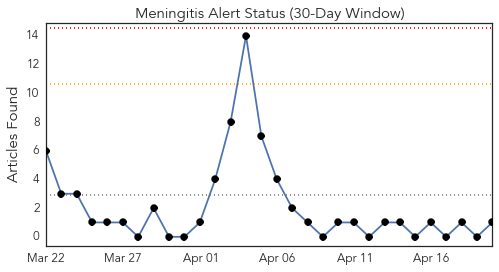 Meningitis Alert Status (30-Day Window)
Articles Found
14
12
10
8
6
4
2
0
Mar 22
Mar 27
Apr 01
Apr 06
Apr 11
Apr 16